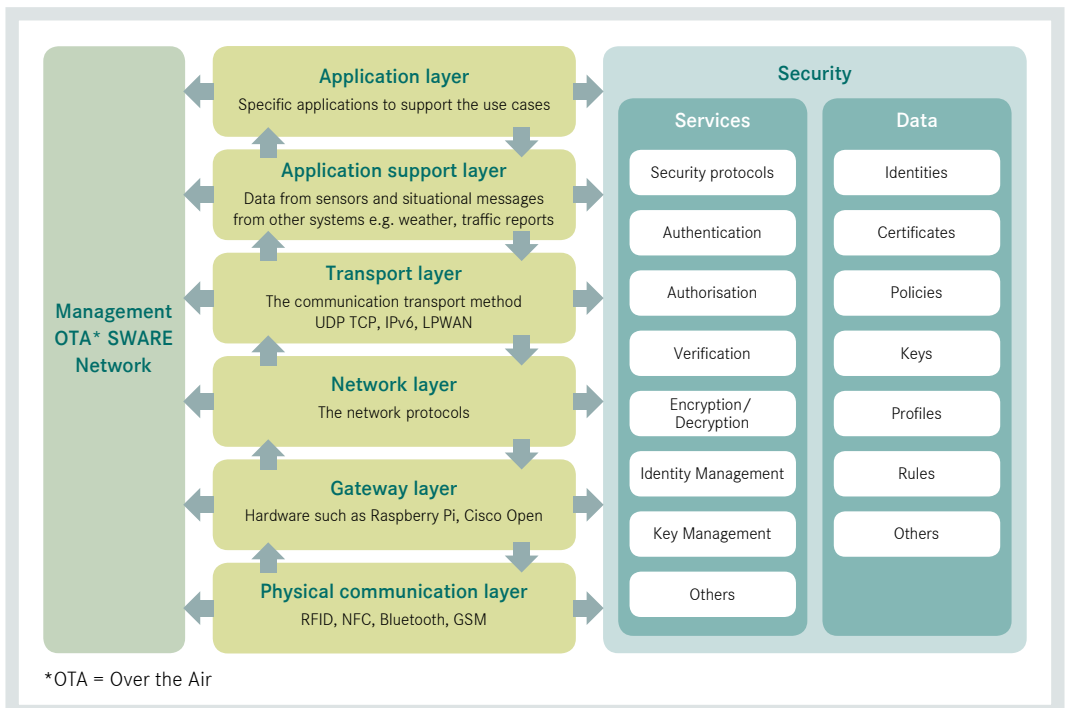 Management
OTA* SWARE
Network
Application layer
Specific applications to support the use cases
Application support layer
Data from sensors and situational messages
from other systems e.g. weather, traffic reports
Transport layer
The communication transport method
UDP TCP, IPv6, LPWAN
Network layer
The network protocols
Gateway layer
Hardware such as Raspberry Pi, Cisco Open
Physical communication layer
RFID, NFC, Bluetooth, GSM
Security
Services
Security protocols
Authentication
Authorisation
Verification
Encryption/
Decryption
Identity Management
Key Management
Others
Data
Identities
Certificates
Policies
Keys
Profiles
Rules
Others
*OTA = Over the Air